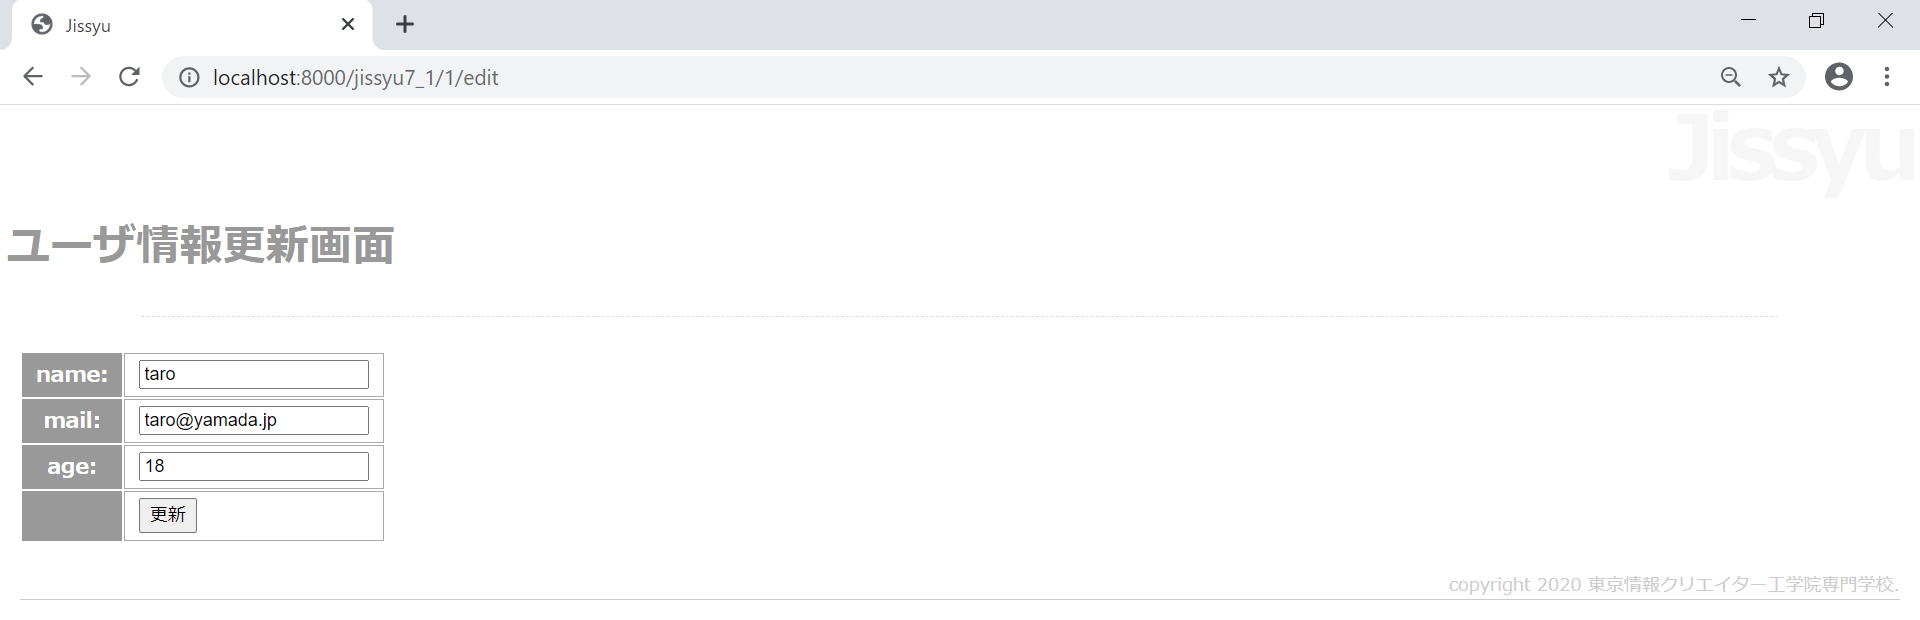 Jissyu
localhost:8000/jissyu7_1/1/edit
Jissyu
ユーザ情報更新画面
name: taro
mail: taro@yamada.jp
age: 18
更新
copyright 2020 東京情報クリエイター工学院専門学校.